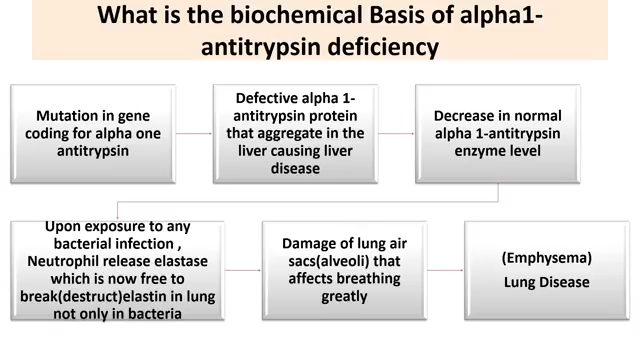 What is the biochemical Basis of alpha1-
antitrypsin deficiency
Mutation in gene
coding for alpha one
antitrypsin
Defective alpha 1-
antitrypsin protein
that aggregate in the
liver causing liver
disease
Decrease in normal
alpha 1-antitrypsin
enzyme level
Upon exposure to any
bacterial infection ,
Neutrophil release elastase
which is now free to
break(destruct)elastin in lung
not only in bacteria
Damage of lung air
sacs(alveoli) that
affects breathing
greatly
(Emphysema)
Lung Disease